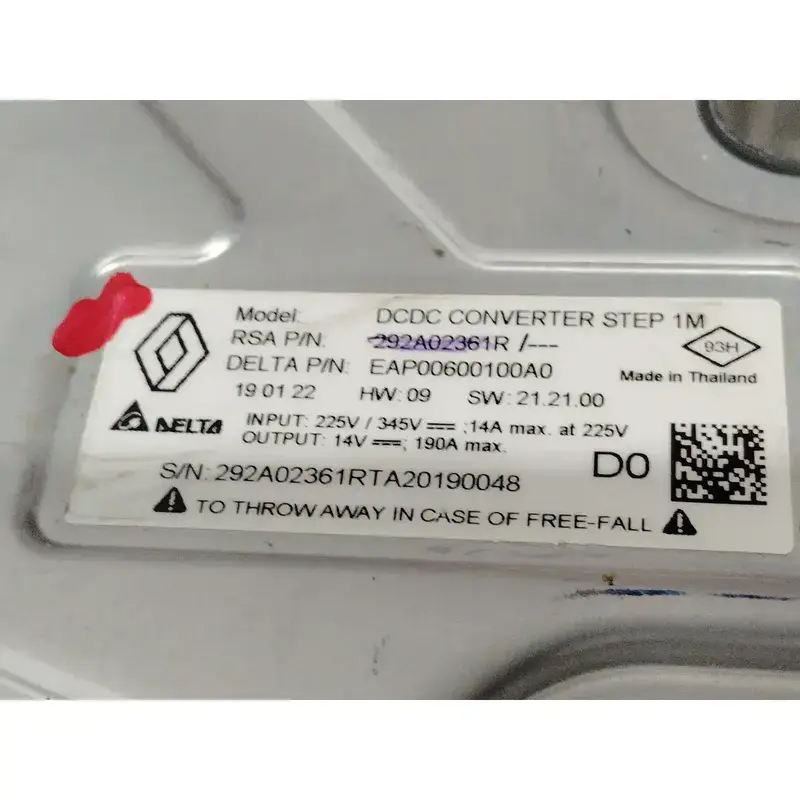 Model: DCDC CONVERTER STEP 1M
RSA P/N: 292A02361R /---
DELTA P/N: EAP00600100A0
93H
Made in Thailand
19 01 22 HW: 09 SW: 21.21.00
DELTA
INPUT: 225V / 345V ⎓ ;14A max. at 225V
OUTPUT: 14V ⎓; 190A max.
D0
S/N: 292A02361RTA20190048
⚠ TO THROW AWAY IN CASE OF FREE-FALL ⚠